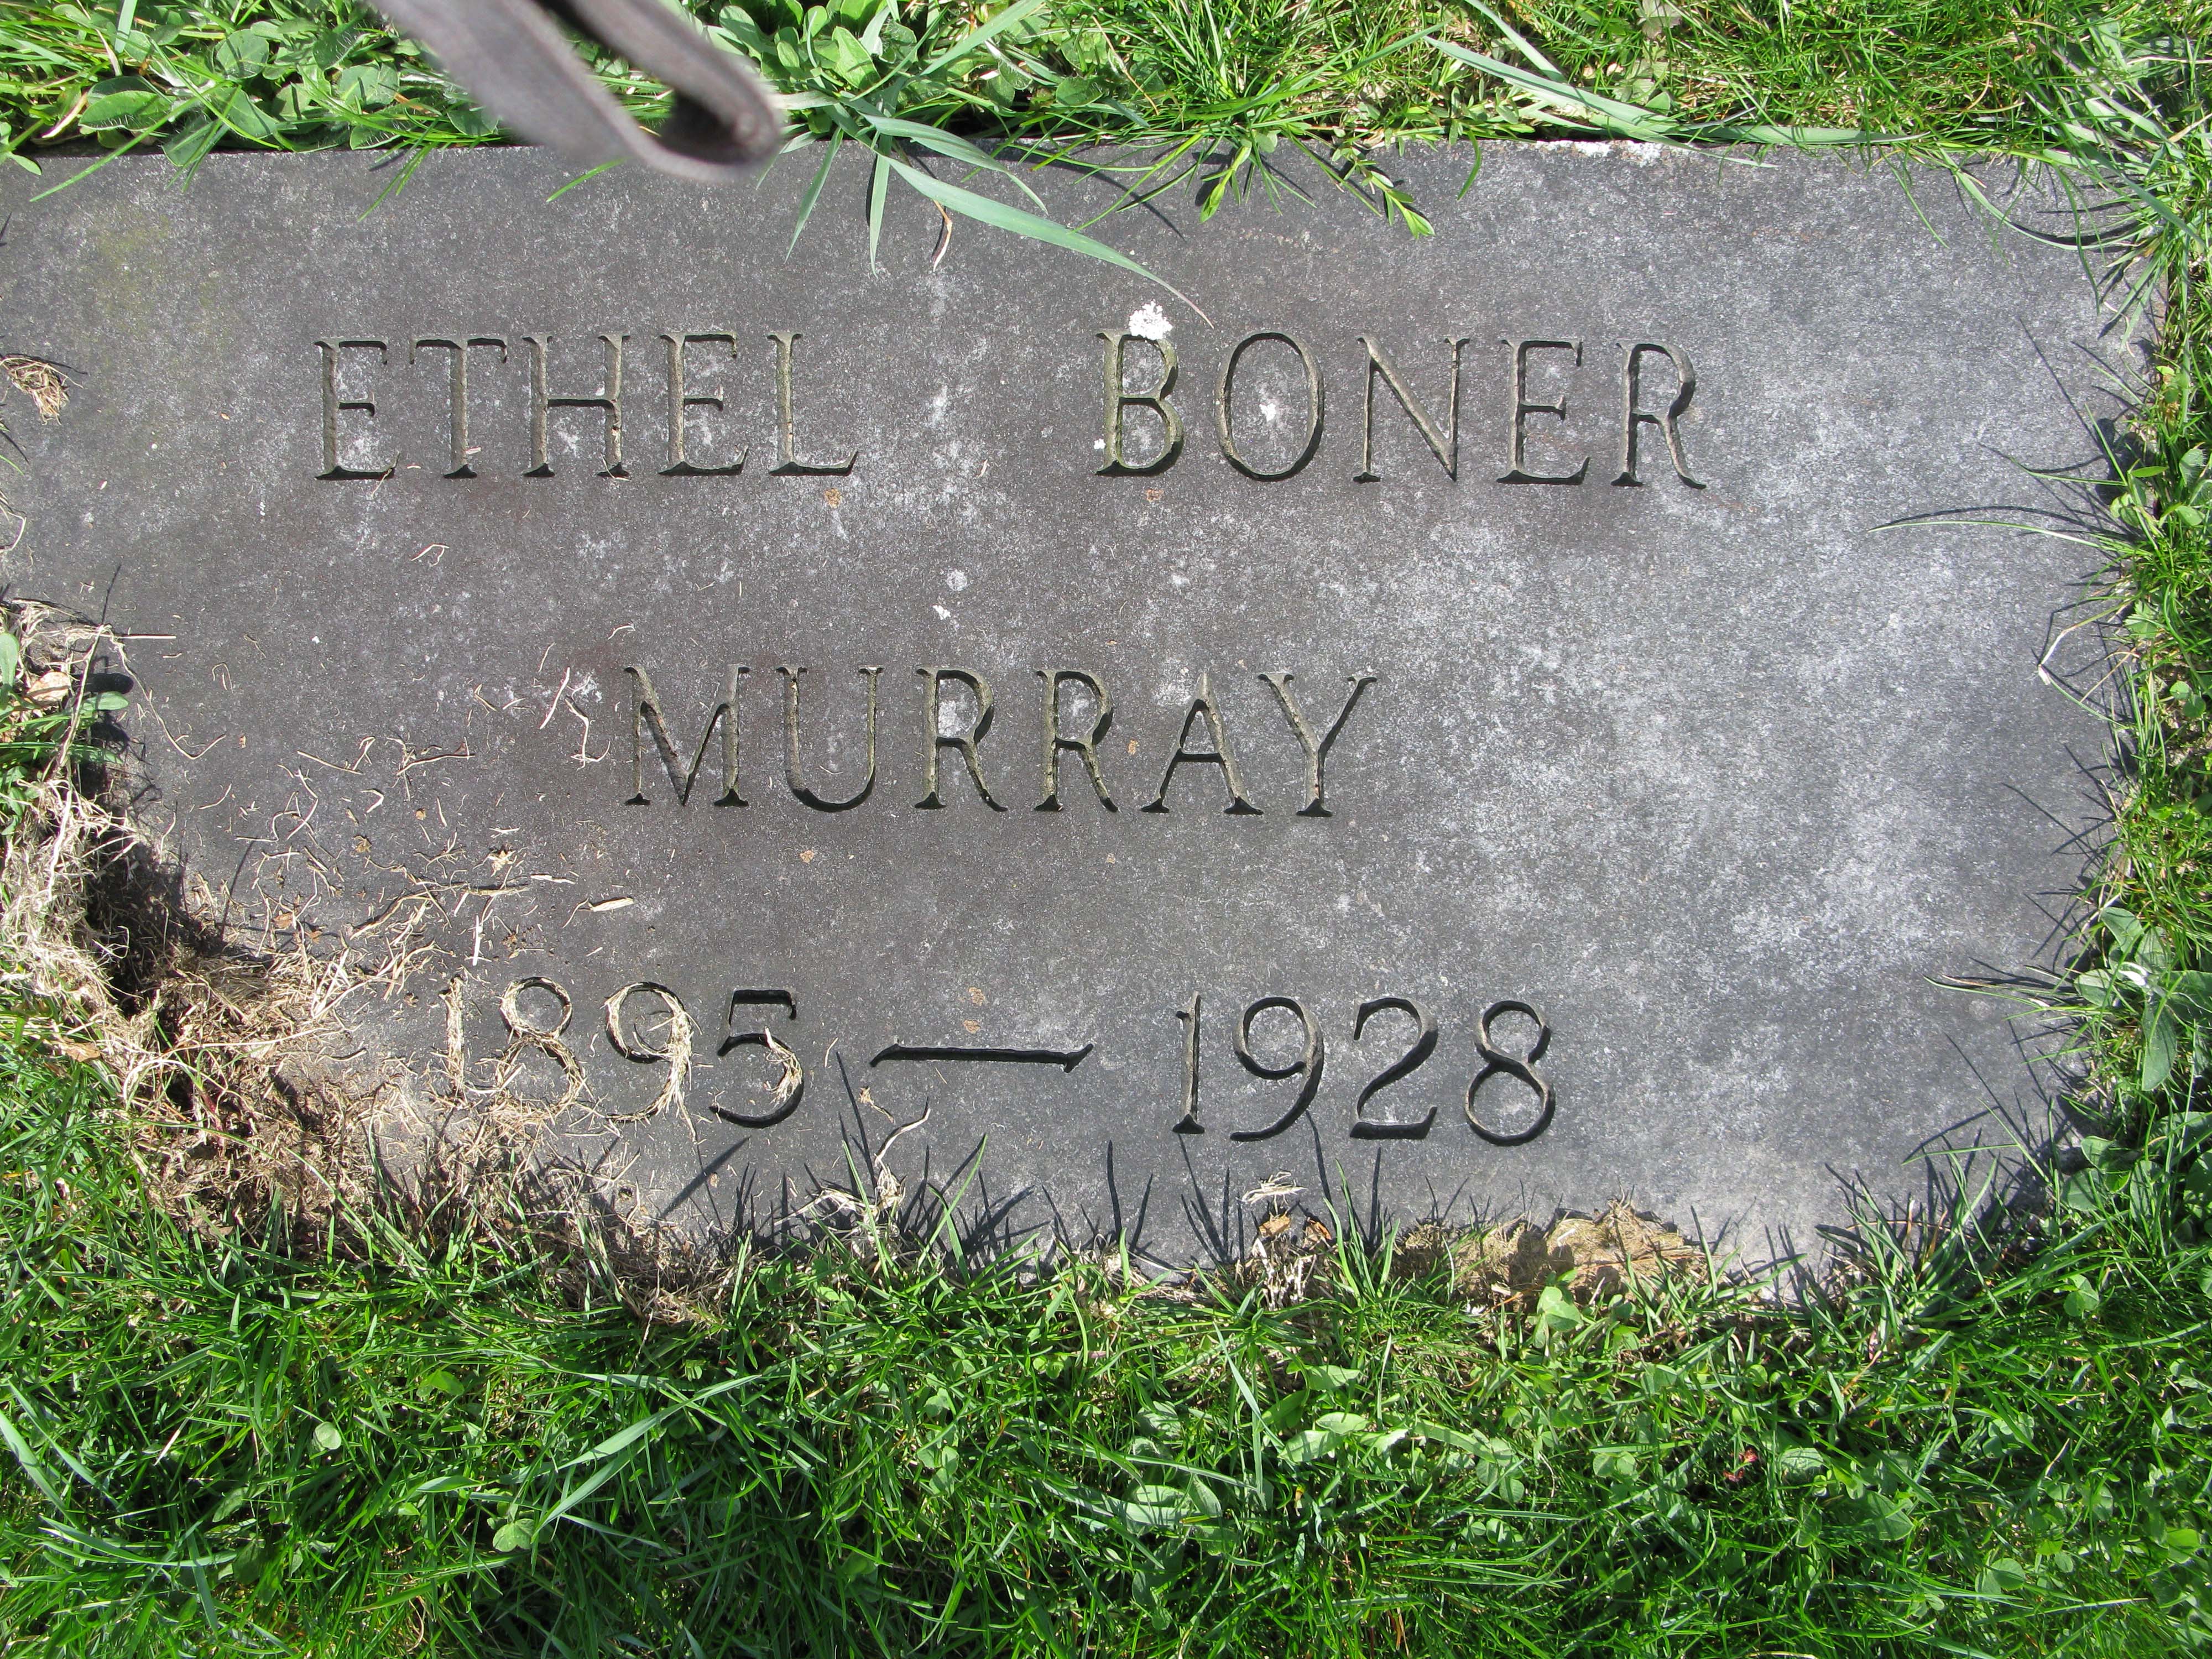 ETHEL BONER
MURRAY
1895 — 1928